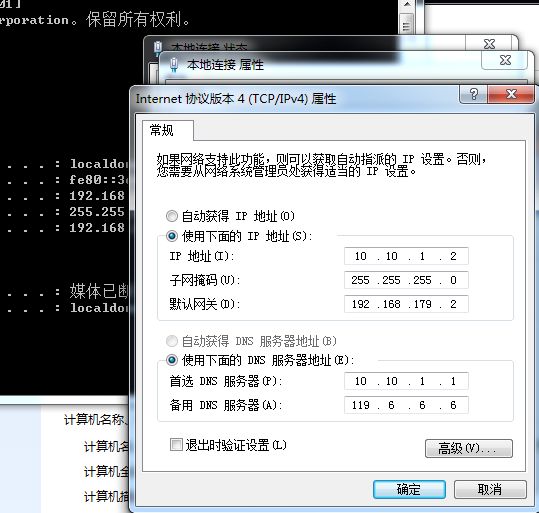 01]
rporation。保留所有权利。
本地连接 状态
本地连接 属性
Internet 协议版本 4 (TCP/IPv4) 属性
常规
如果网络支持此功能，则可以获取自动指派的 IP 设置。否则，
您需要从网络系统管理员处获得适当的 IP 设置。
自动获得 IP 地址(O)
使用下面的 IP 地址(S):
IP 地址(I): 10 . 10 . 1 . 2
子网掩码(U): 255 .255 .255 . 0
默认网关(D): 192 .168 .179 . 2
自动获得 DNS 服务器地址(B)
使用下面的 DNS 服务器地址(E):
首选 DNS 服务器(P): 10 . 10 . 1 . 1
备用 DNS 服务器(A): 119 . 6 . 6 . 6
退出时验证设置(L)
高级(V)...
确定
取消
. . . : localdo
. . . : fe80::3
. . . : 192.168
. . . : 255.255
. . . : 192.168
. . . : 媒体已断
. . . : localdo
计算机名称、
计算机名
计算机全
计算机描